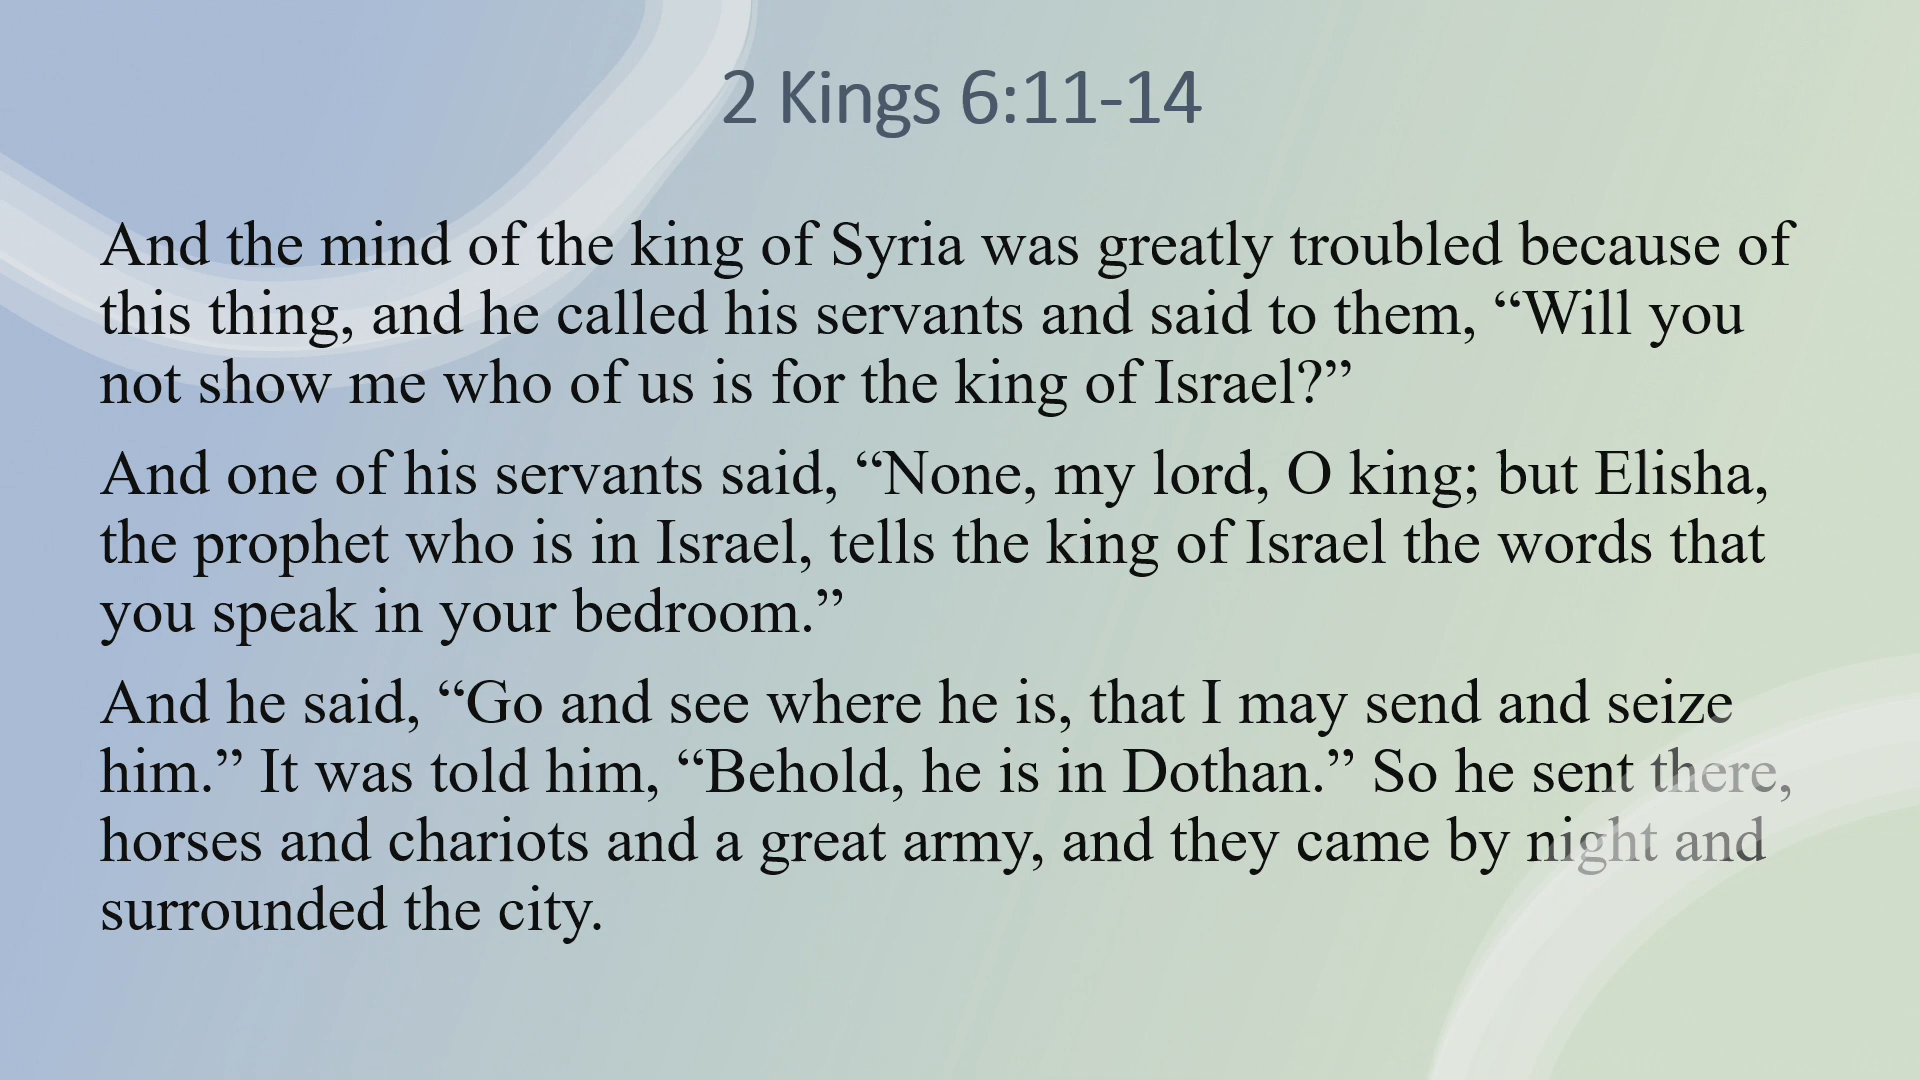 2 Kings 6:11-14
And the mind of the king of Syria was greatly troubled because of
this thing, and he called his servants and said to them, “Will you
not show me who of us is for the king of Israel?”
And one of his servants said, “None, my lord, O king; but Elisha,
the prophet who is in Israel, tells the king of Israel the words that
you speak in your bedroom.”
And he said, “Go and see where he is, that I may send and seize
him.” It was told him, “Behold, he is in Dothan.” So he sent there,
horses and chariots and a great army, and they came by night and
surrounded the city.